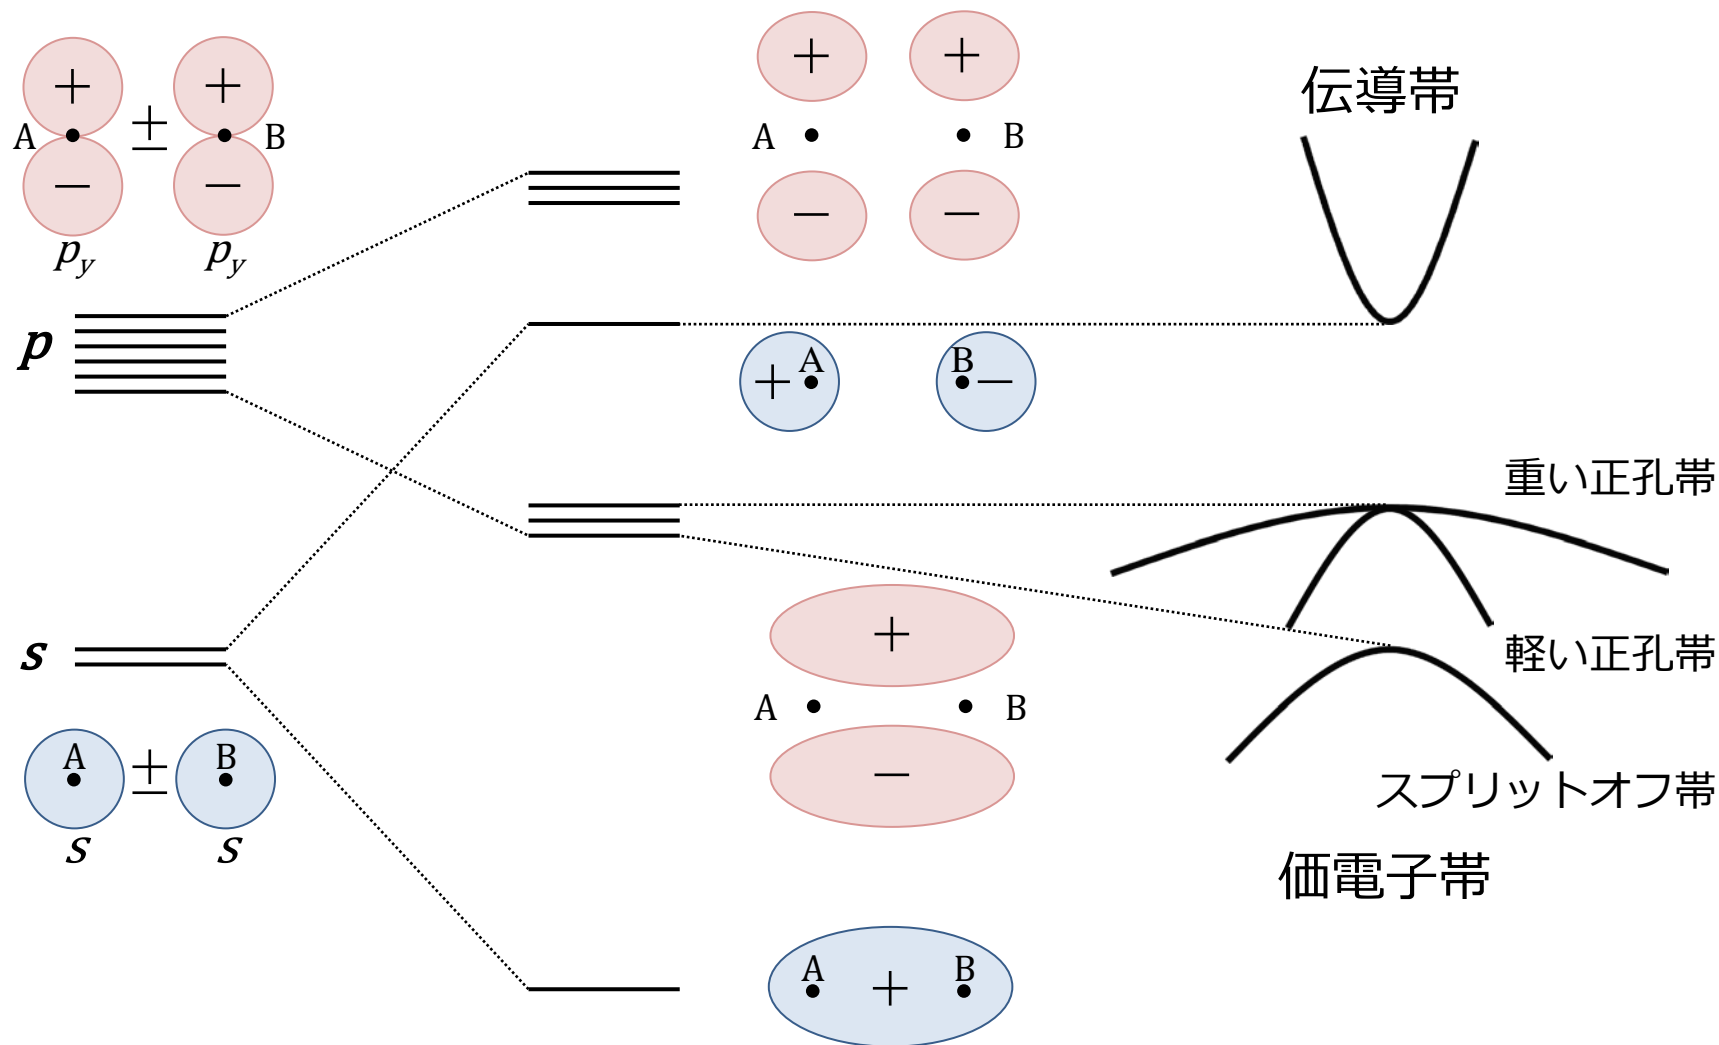 + ± +
A B
− −
p_y p_y
p
s
A ± B
s s
+ +
A B
− −
+ A B −
+
A B
−
A + B
伝導帯
重い正孔帯
軽い正孔帯
スプリットオフ帯
価電子帯